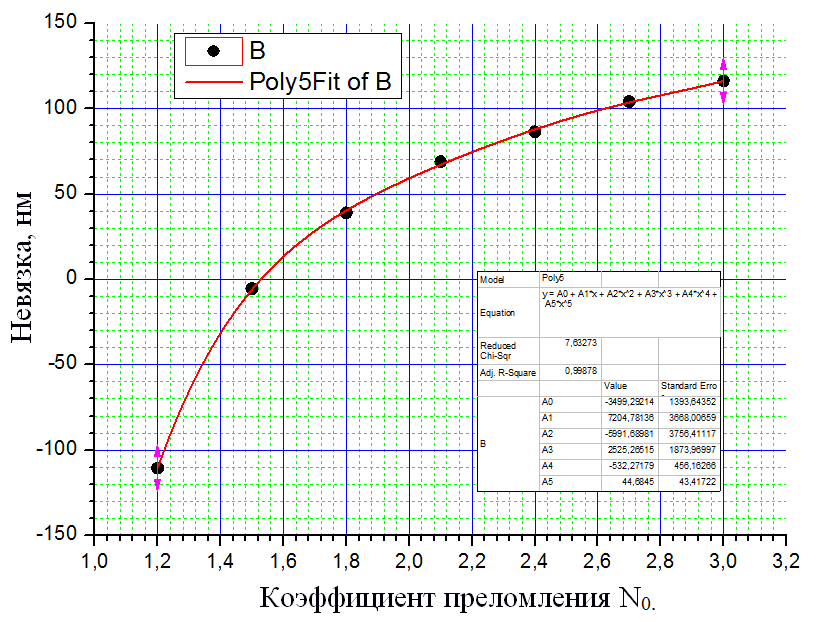 150
100
50
0
-50
-100
-150
Невязка, нм
B
Poly5Fit of B
Model Poly5
Equation y = A0 + A1*x + A2*x^2 + A3*x^3 + A4*x^4 +
A5*x^5
Reduced Chi-Sqr 7,63273
Adj. R-Square 0,99878
Value Standard Erro
B A0 -3499,29214 1393,64352
A1 7204,78136 3668,00659
A2 -5991,68981 3756,41117
A3 2525,26515 1873,96997
A4 -532,27179 456,16266
A5 44,6845 43,41722
1,0 1,2 1,4 1,6 1,8 2,0 2,2 2,4 2,6 2,8 3,0 3,2
Коэффициент преломления N0.